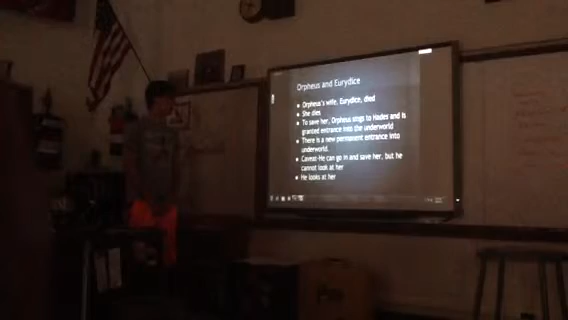 Orpheus and Eurydice
Orpheus's wife, Eurydice, died
She dies
To save her, Orpheus sings to Hades and is
granted entrance into the underworld
There is a new permanent entrance into
underworld.
Caveat-He can go in and save her, but he
cannot look at her
He looks at her